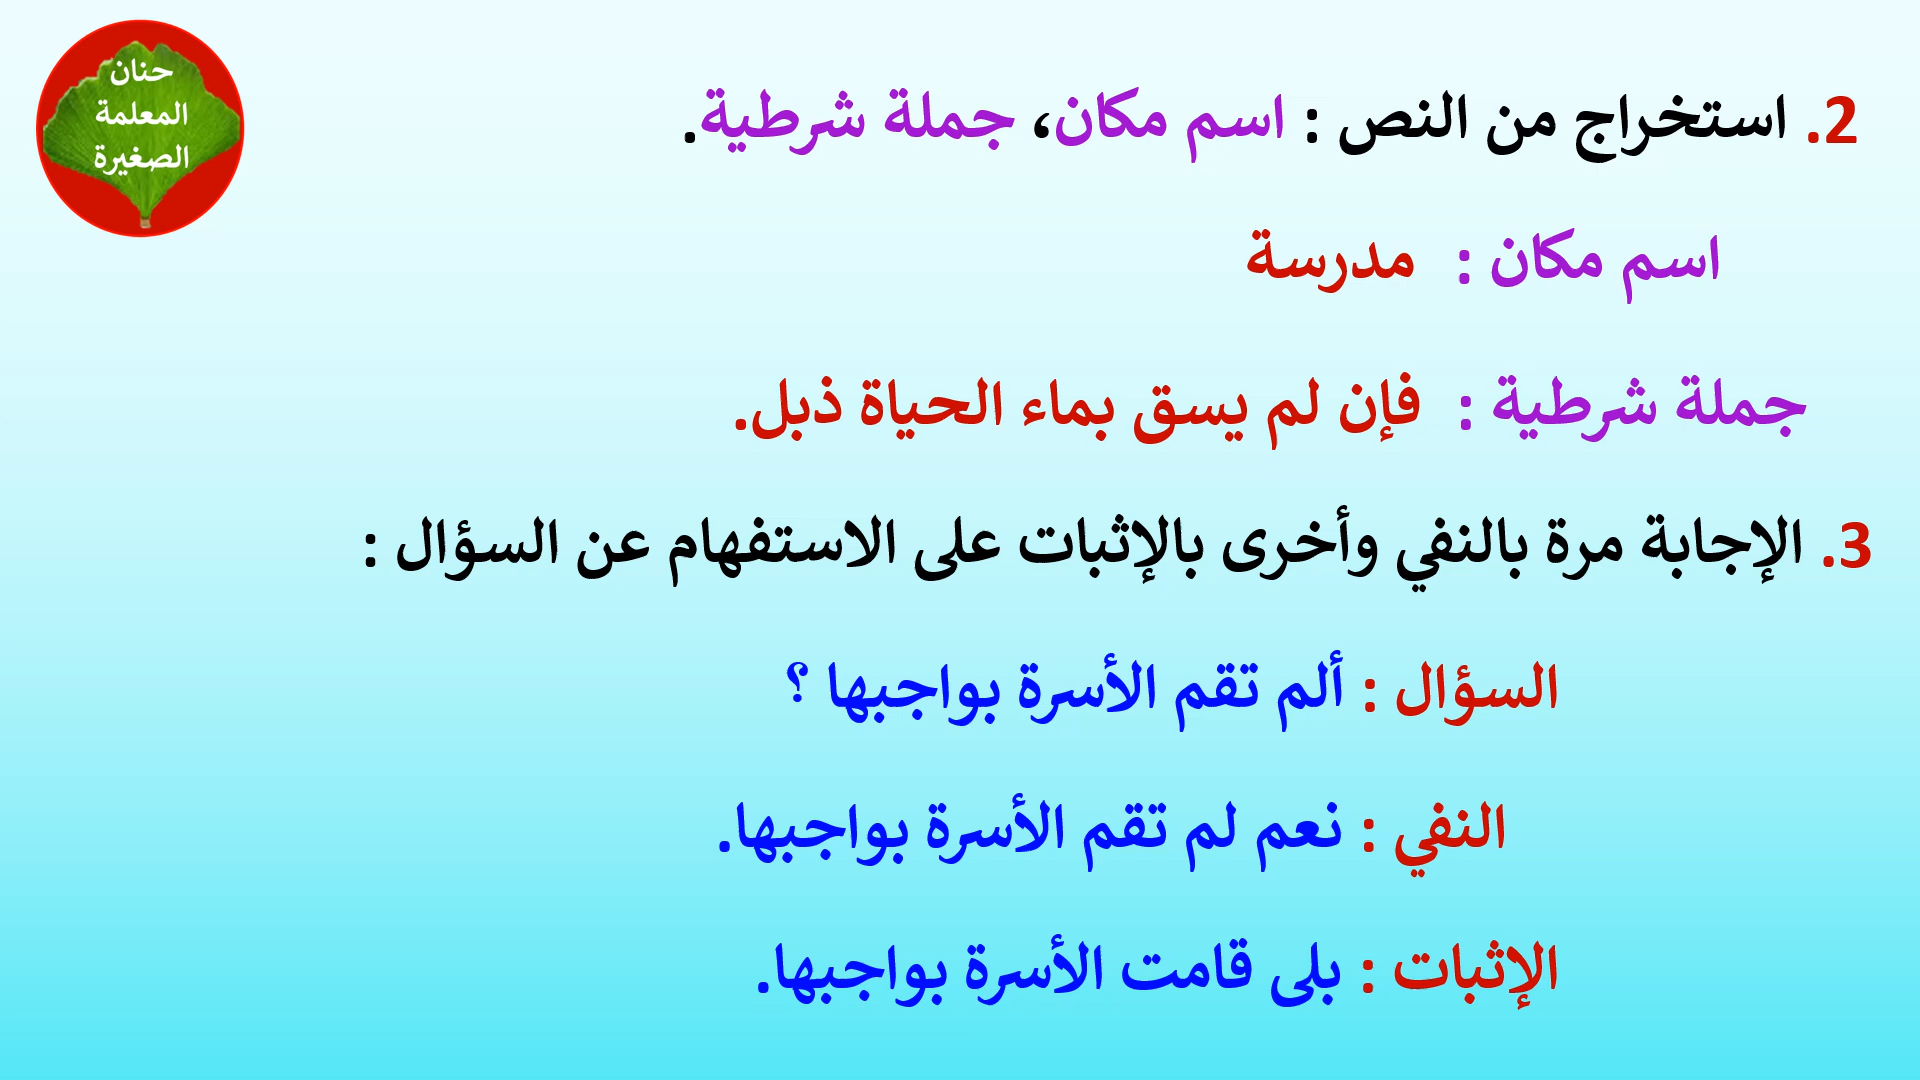 حنان
المعلمة
الصغيرة
2. استخراج من النص : اسم مكان، جملة شرطية.
اسم مكان : مدرسة
جملة شرطية : فإن لم يسق بماء الحياة ذبل.
3. الإجابة مرة بالنفي وأخرى بالإثبات على الاستفهام عن السؤال :
السؤال : ألم تقم الأسرة بواجبها ؟
النفي : نعم لم تقم الأسرة بواجبها.
الإثبات : بلى قامت الأسرة بواجبها.